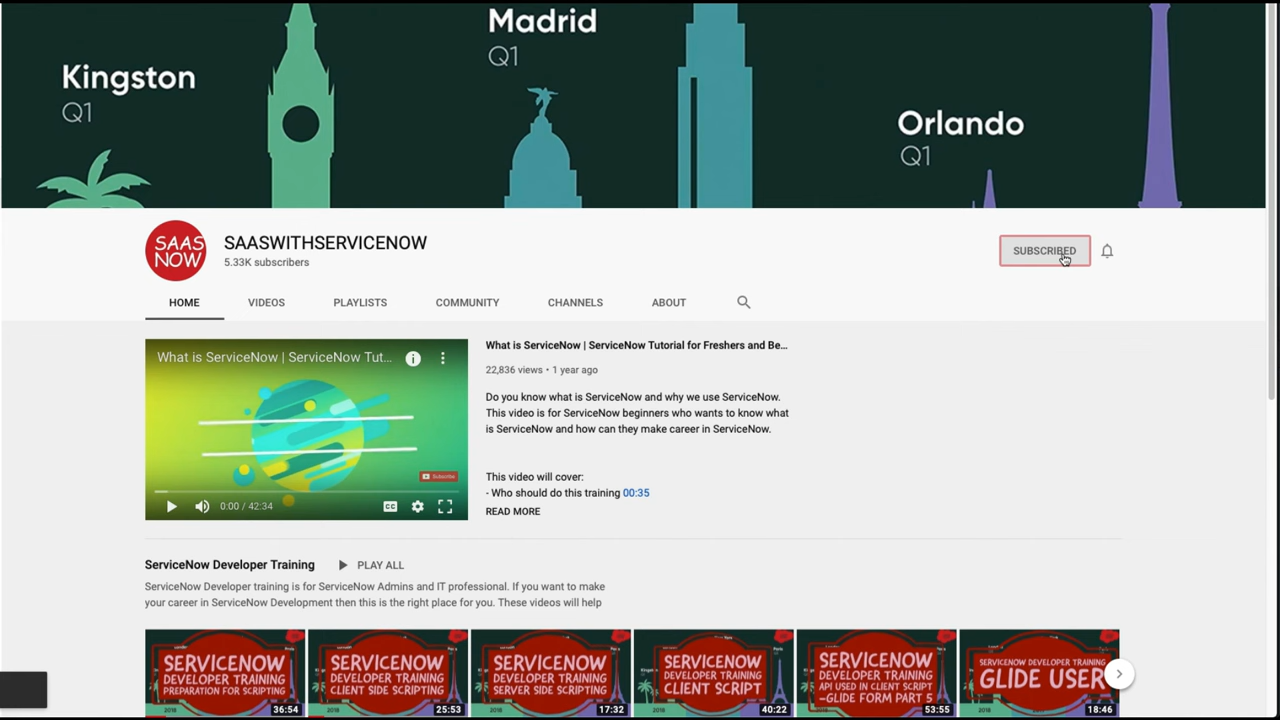 Kingston
Q1
Madrid
Q1
Orlando
Q1
SAAS
NOW
SAASWITHSERVICENOW
5.33K subscribers
SUBSCRIBED
HOME
VIDEOS
PLAYLISTS
COMMUNITY
CHANNELS
ABOUT
What is ServiceNow | ServiceNow Tut...
Subscribe
0:00 / 42:34
CC
What is ServiceNow | ServiceNow Tutorial for Freshers and Be...
22,836 views • 1 year ago
Do you know what is ServiceNow and why we use ServiceNow.
This video is for ServiceNow beginners who wants to know what
is ServiceNow and how can they make career in ServiceNow.
This video will cover:
- Who should do this training 00:35
READ MORE
ServiceNow Developer Training
PLAY ALL
ServiceNow Developer training is for ServiceNow Admins and IT professional. If you want to make
your career in ServiceNow Development then this is the right place for you. These videos will help
SERVICENOW
DEVELOPER TRAINING
PREPARATION FOR SCRIPTING
2018
36:54
SERVICENOW
DEVELOPER TRAINING
CLIENT SIDE SCRIPTING
2018
25:53
SERVICENOW
DEVELOPER TRAINING
SERVER SIDE SCRIPTING
2018
17:32
SERVICENOW
DEVELOPER TRAINING
CLIENT SCRIPT
2018
40:22
SERVICENOW
DEVELOPER TRAINING
API USED IN CLIENT SCRIPT
-GLIDE FORM PART 5
2018
53:55
SERVICENOW DEVELOPER TRAINING
GLIDE USER
2018
18:46